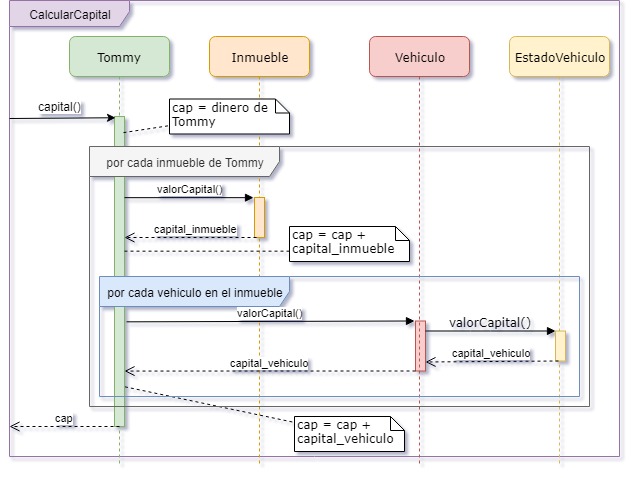 CalcularCapital
Tommy
Inmueble
Vehiculo
EstadoVehiculo
capital()
cap = dinero de
Tommy
por cada inmueble de Tommy
valorCapital()
capital_inmueble
cap = cap +
capital_inmueble
por cada vehiculo en el inmueble
valorCapital()
valorCapital()
capital_vehiculo
capital_vehiculo
cap
cap = cap +
capital_vehiculo